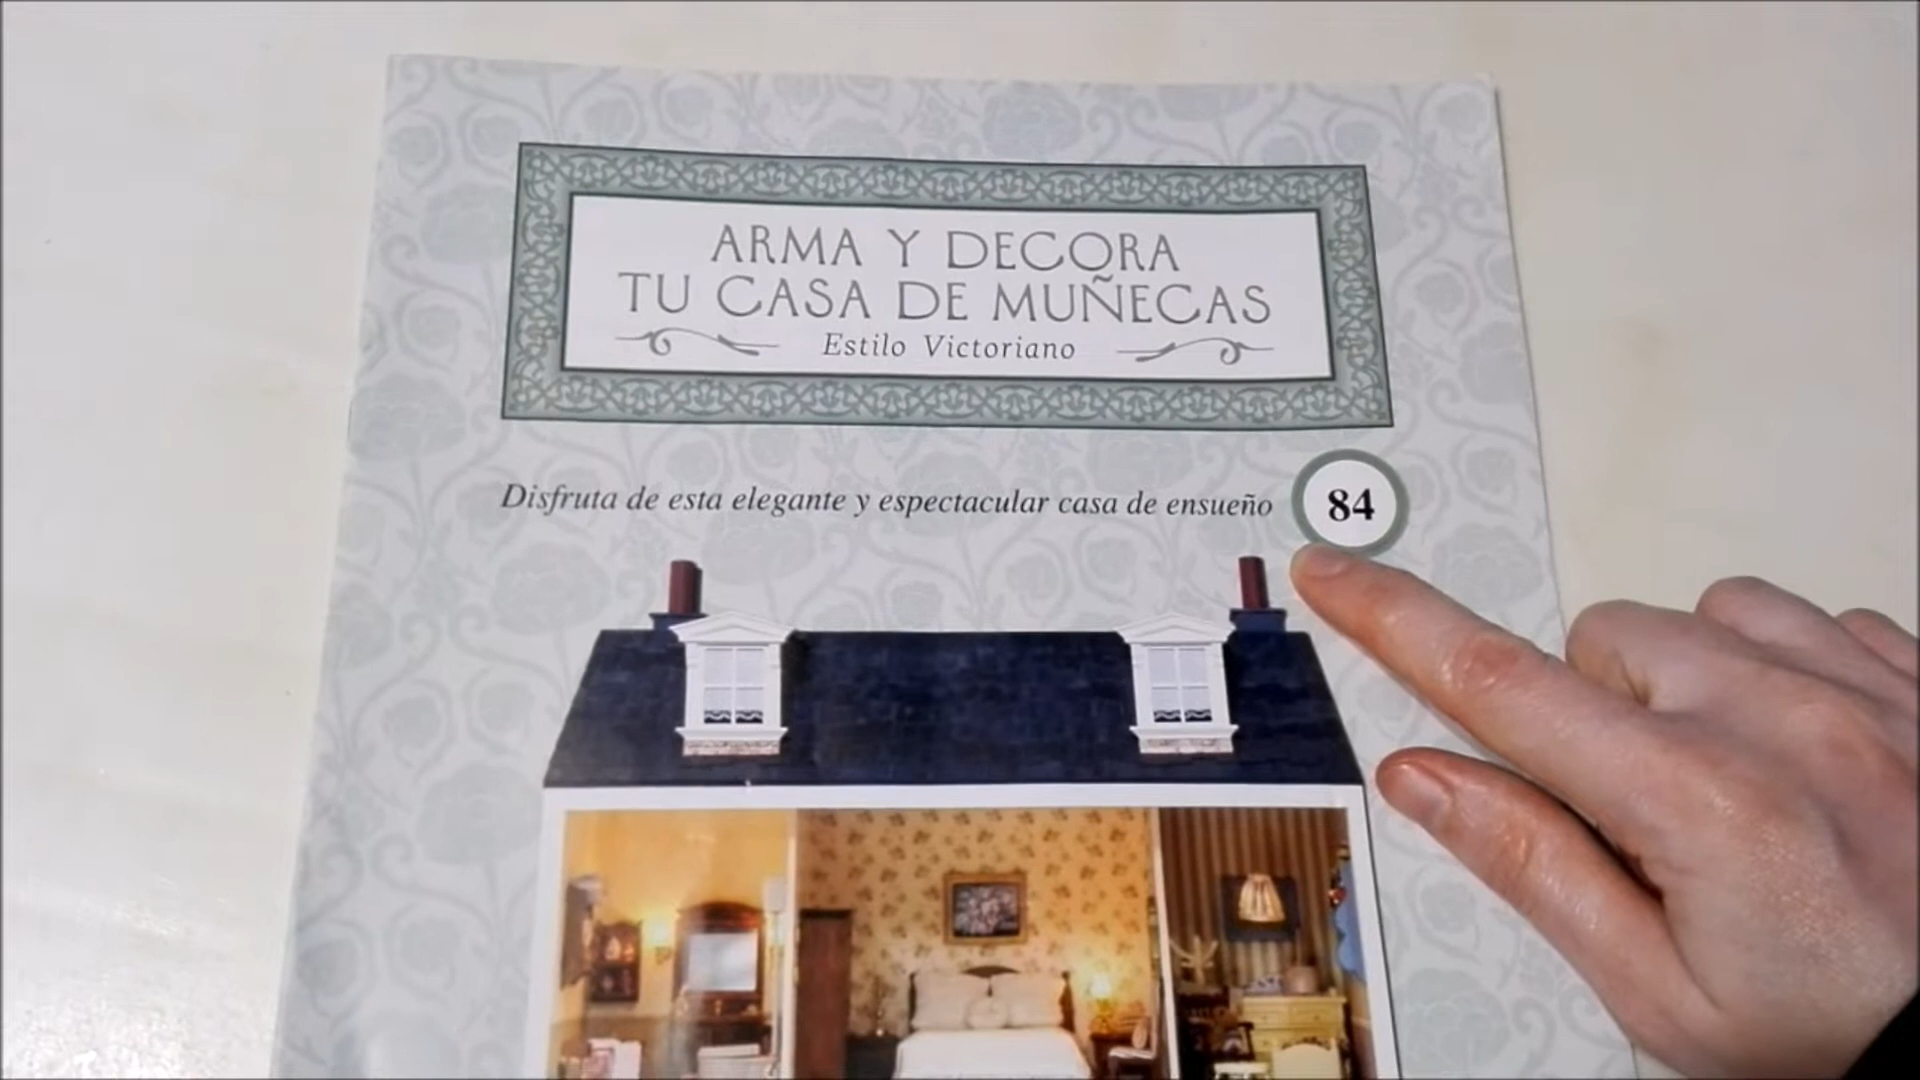 ARMA Y DECORA
TU CASA DE MUÑECAS
Estilo Victoriano
Disfruta de esta elegante y espectacular casa de ensueño
84